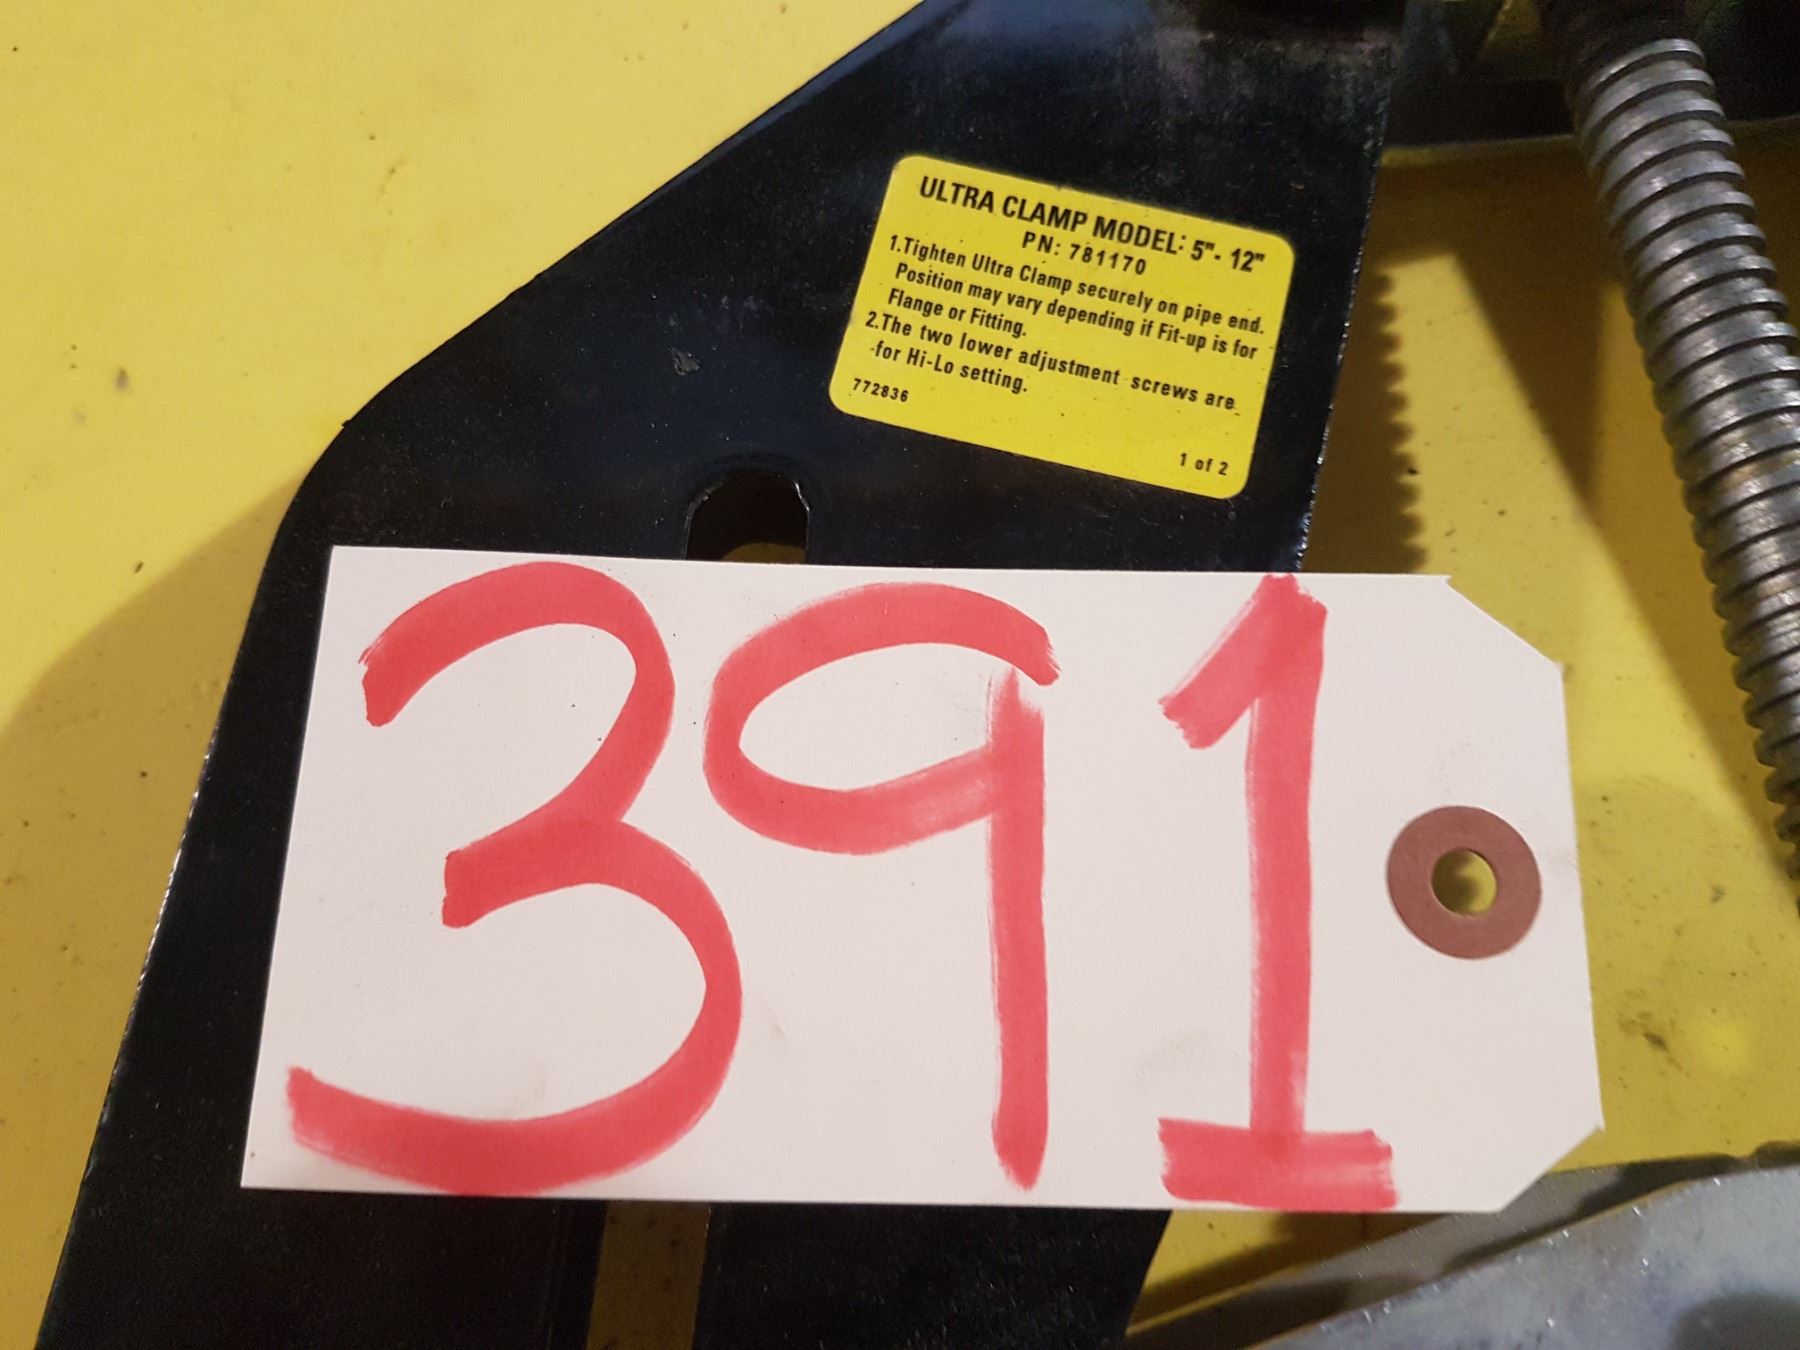 ULTRA CLAMP MODEL: 5"- 12"
PN: 781170
1.Tighten Ultra Clamp securely on pipe end.
Position may vary depending if Fit-up is for
Flange or Fitting.
2.The two lower adjustment screws are
for Hi-Lo setting.
772836
1 of 2
391